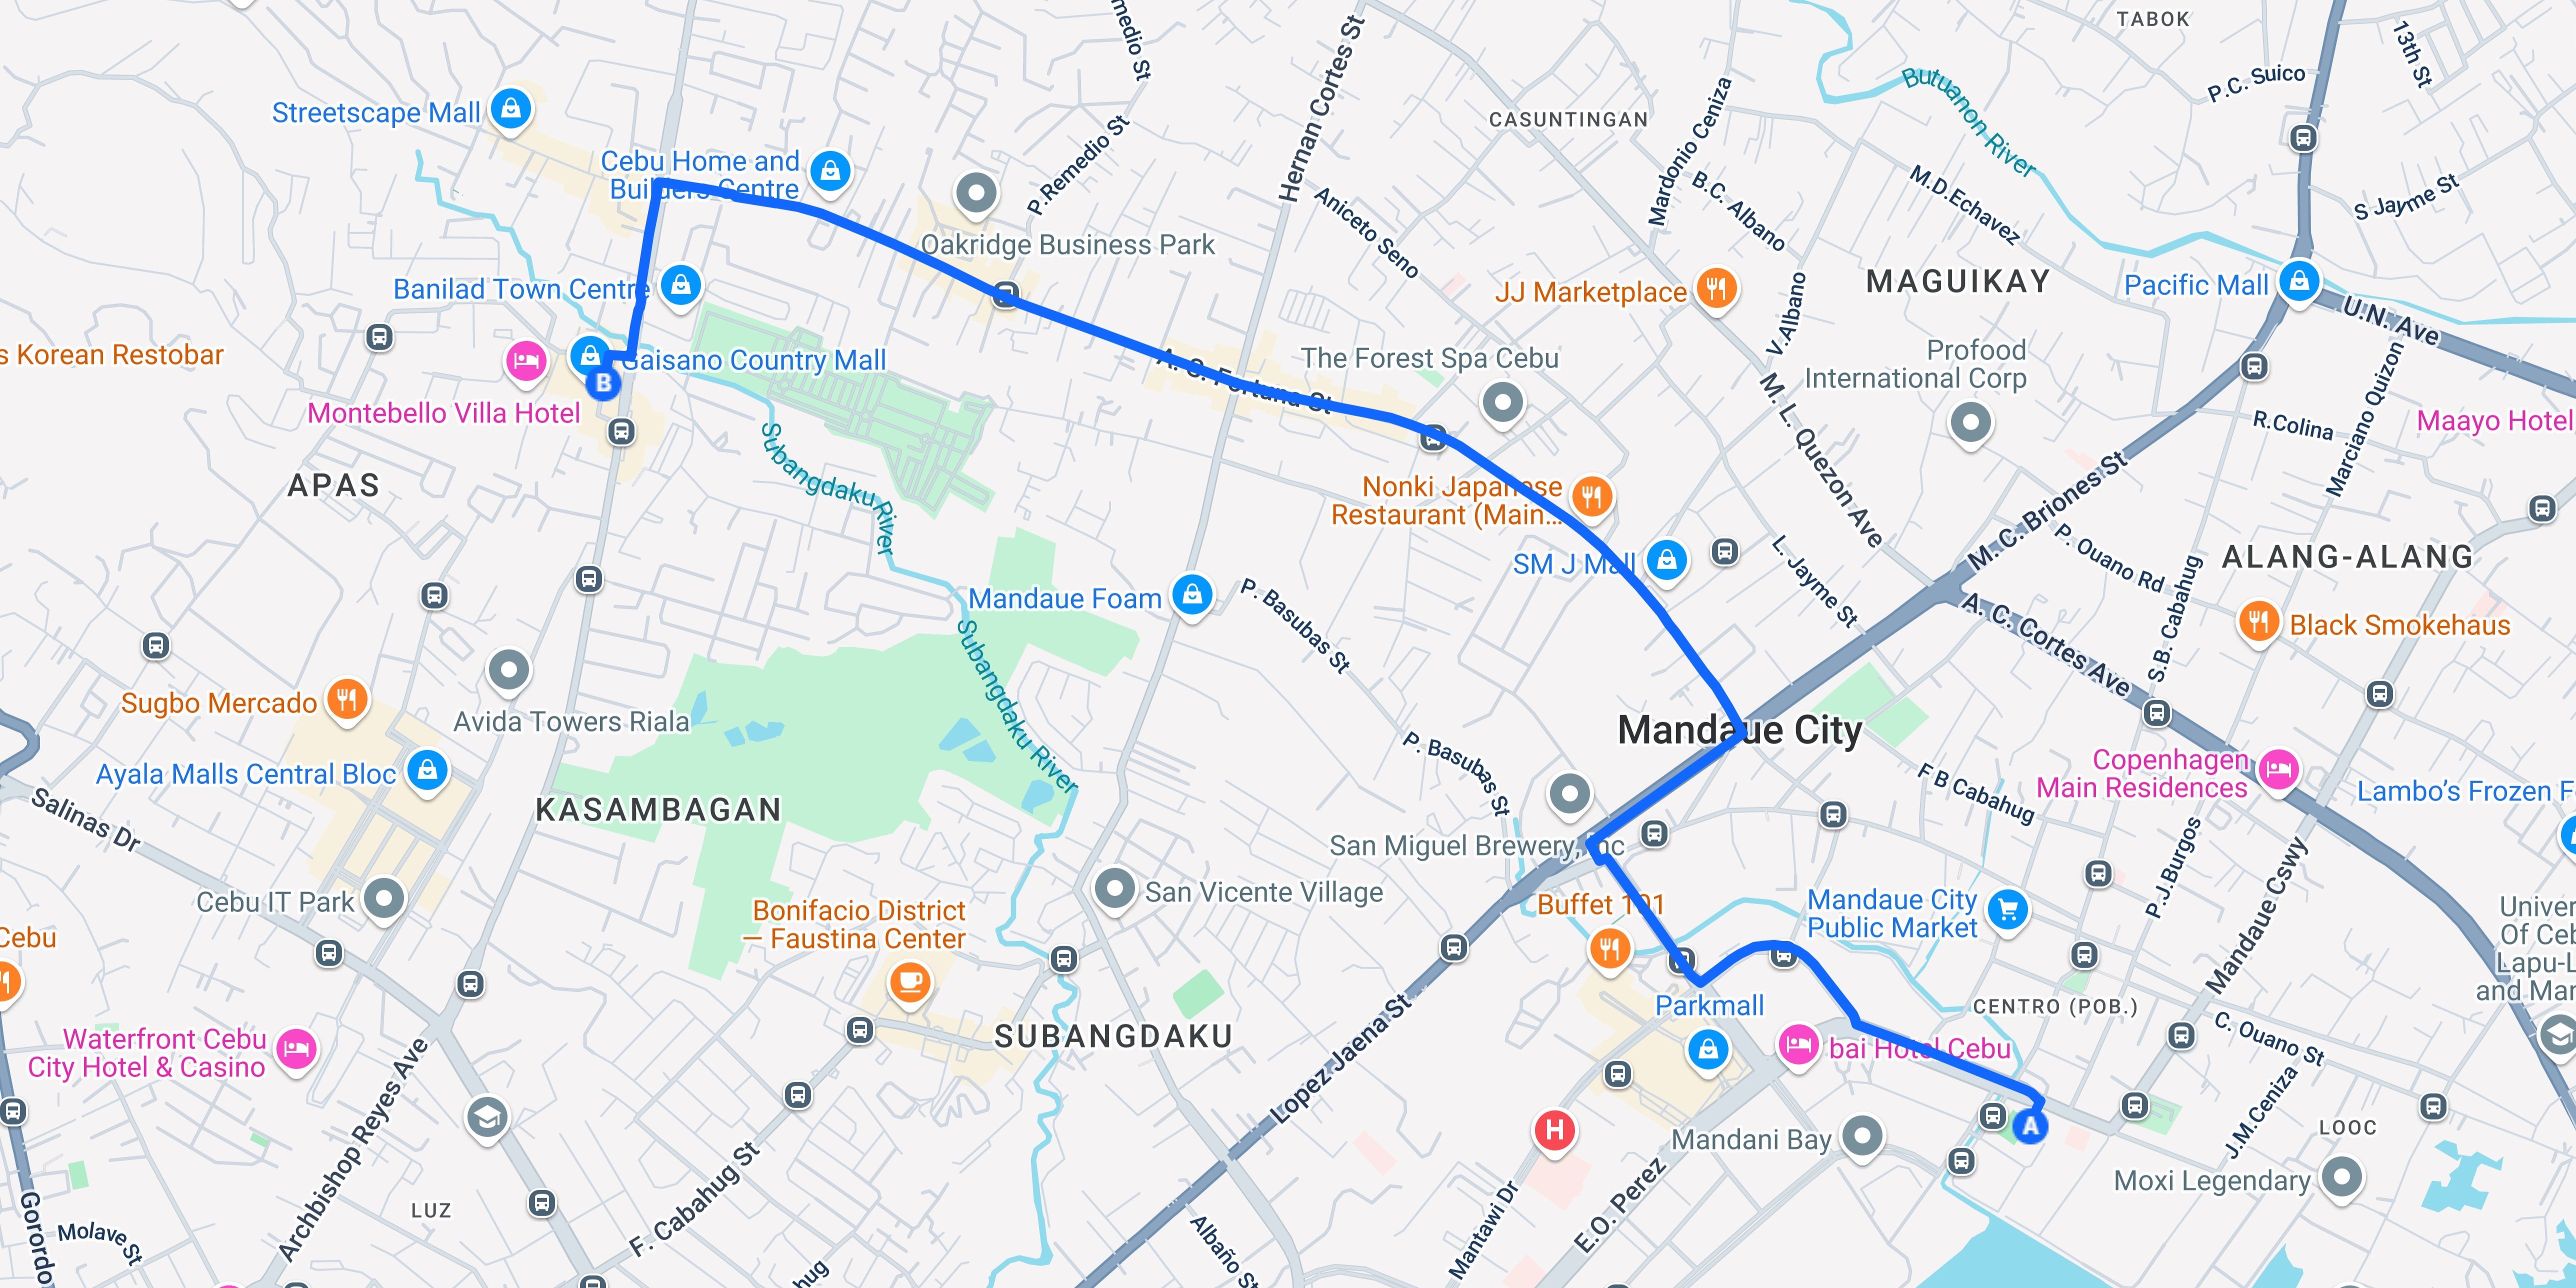 TABOK
medio St
Hernan Cortes St
13th St
P.C. Suico
Butuanon River
Streetscape Mall
CASUNTINGAN
Mardonio Ceniza
P.Remedio St
Cebu Home and
Builders Centre
B.C. Albano
M.D.Echavez
S Jayme St
Aniceto Seno
Oakridge Business Park
MAGUIKAY
Pacific Mall
Banilad Town Centre
JJ Marketplace
V.Albano
U.N. Ave
s Korean Restobar
Gaisano Country Mall
B
A. S. Fortuna St
The Forest Spa Cebu
Profood
International Corp
Marciano Quizon
Montebello Villa Hotel
M. L. Quezon Ave
R.Colina
Maayo Hotel
Subangdaku River
APAS
Nonki Japanese
Restaurant (Main...
M.C. Briones St
SM J Mall
L. Jayme St
P. Ouano Rd
ALANG-ALANG
Mandaue Foam
P. Basubas St
A. C. Cortes Ave
S.B. Cabahug
Black Smokehaus
Subangdaku River
Sugbo Mercado
Avida Towers Riala
Mandaue City
P. Basubas St
Ayala Malls Central Bloc
F B Cabahug
Copenhagen
Main Residences
Lambo's Frozen F
Salinas Dr
KASAMBAGAN
San Miguel Brewery, Inc
P.J.Burgos
Mandaue Cswy
Cebu IT Park
San Vicente Village
Buffet 101
Mandaue City
Public Market
Univer
Of Ceb
Lapu-L
and Man
Cebu
Bonifacio District
— Faustina Center
Parkmall
CENTRO (POB.)
Lopez Jaena St
C. Ouano St
Waterfront Cebu
City Hotel & Casino
SUBANGDAKU
bai Hotel Cebu
Archbishop Reyes Ave
H
A
Mandani Bay
J.M.Ceniza
LOOC
Moxi Legendary
F. Cabahug St
E.O. Perez
Mantawi Dr
LUZ
Gorordo
Molave St
Albaño St
hug